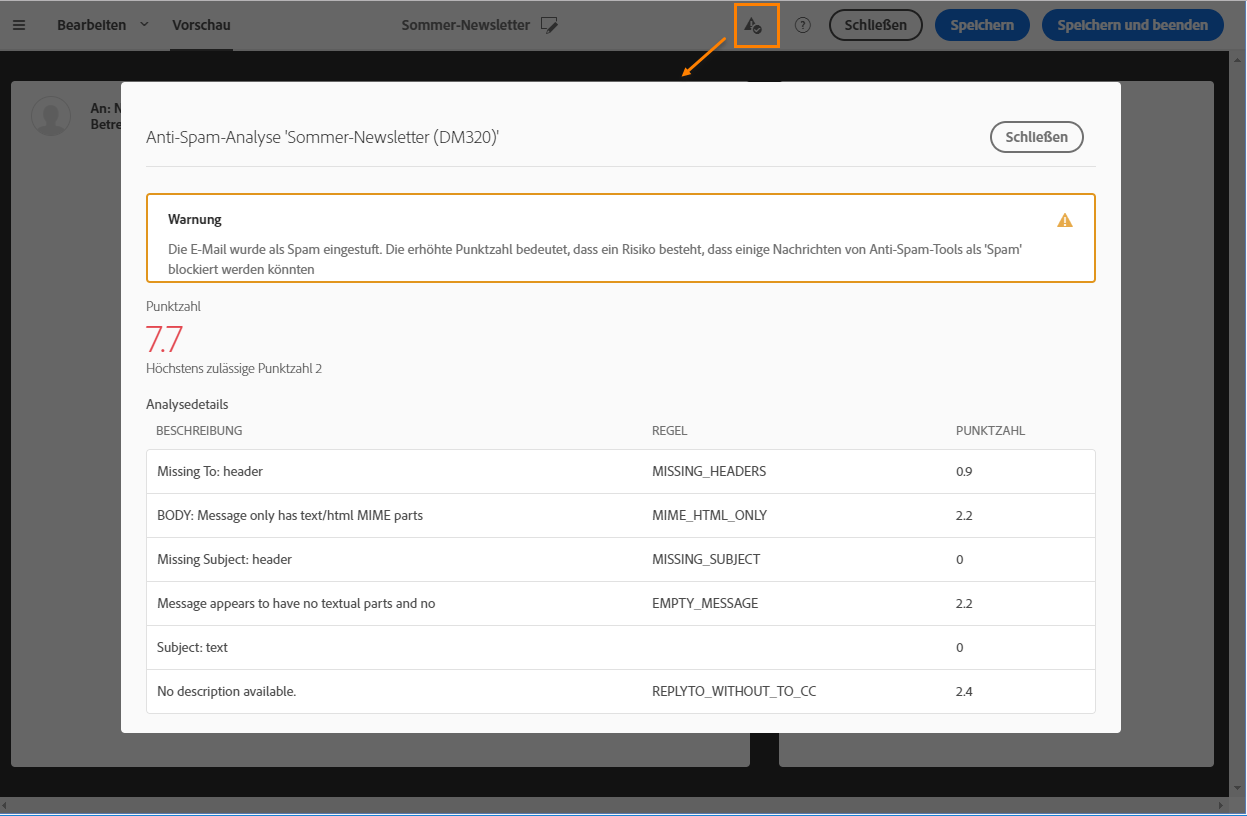 Bearbeiten Vorschau Sommer-Newsletter ? Schließen Speichern Speichern und beenden
An: N
Betre
Anti-Spam-Analyse 'Sommer-Newsletter (DM320)' Schließen
Warnung
Die E-Mail wurde als Spam eingestuft. Die erhöhte Punktzahl bedeutet, dass ein Risiko besteht, dass einige Nachrichten von Anti-Spam-Tools als 'Spam'
blockiert werden könnten
Punktzahl
7.7
Höchstens zulässige Punktzahl 2
Analysedetails
BESCHREIBUNG REGEL PUNKTZAHL
Missing To: header MISSING_HEADERS 0.9
BODY: Message only has text/html MIME parts MIME_HTML_ONLY 2.2
Missing Subject: header MISSING_SUBJECT 0
Message appears to have no textual parts and no EMPTY_MESSAGE 2.2
Subject: text 0
No description available. REPLYTO_WITHOUT_TO_CC 2.4